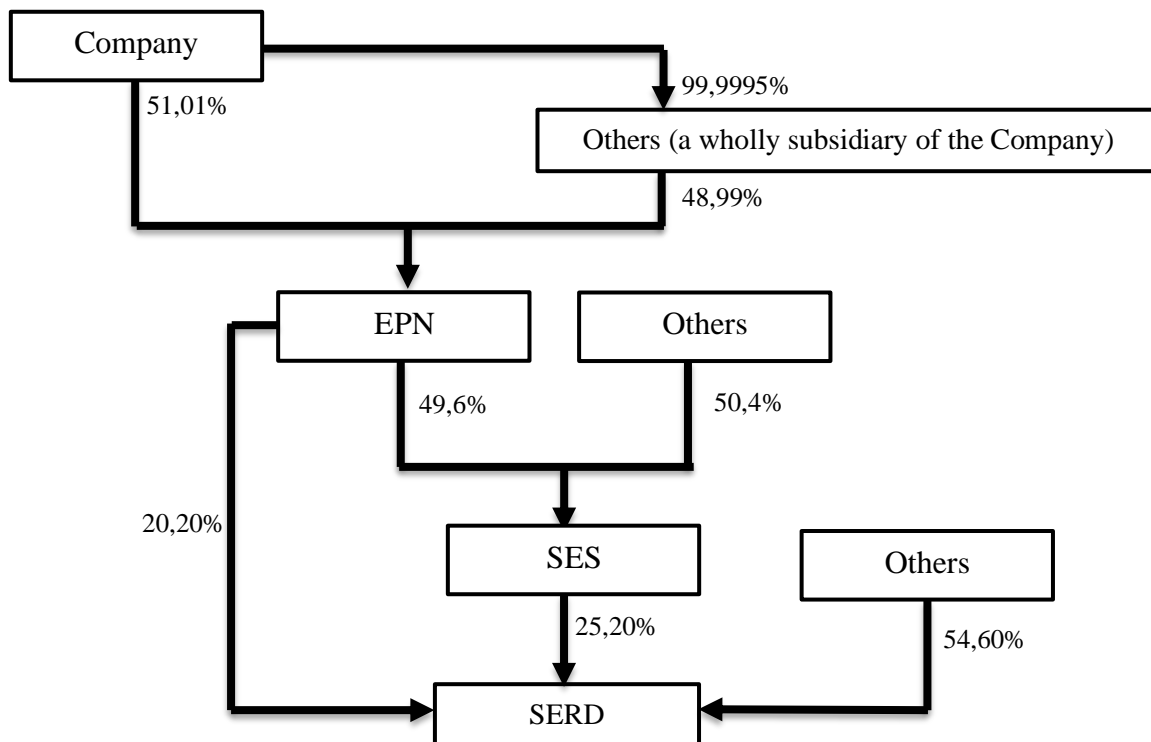 Company
51,01%
99,9995%
Others (a wholly subsidiary of the Company)
48,99%
EPN
Others
49,6%
50,4%
20,20%
SES
Others
25,20%
54,60%
SERD